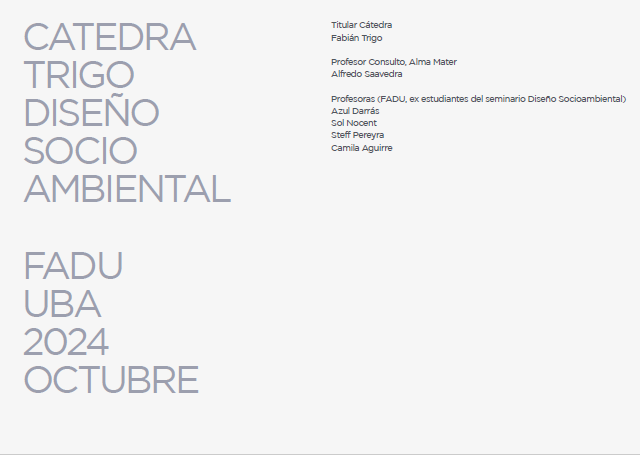 CATEDRA
TRIGO
DISEÑO
SOCIO
AMBIENTAL
FADU
UBA
2024
OCTUBRE
Titular Cátedra
Fabián Trigo
Profesor Consulto, Alma Mater
Alfredo Saavedra
Profesoras (FADU, ex estudiantes del seminario Diseño Socioambiental)
Azul Darrás
Sol Nocent
Steff Pereyra
Camila Aguirre